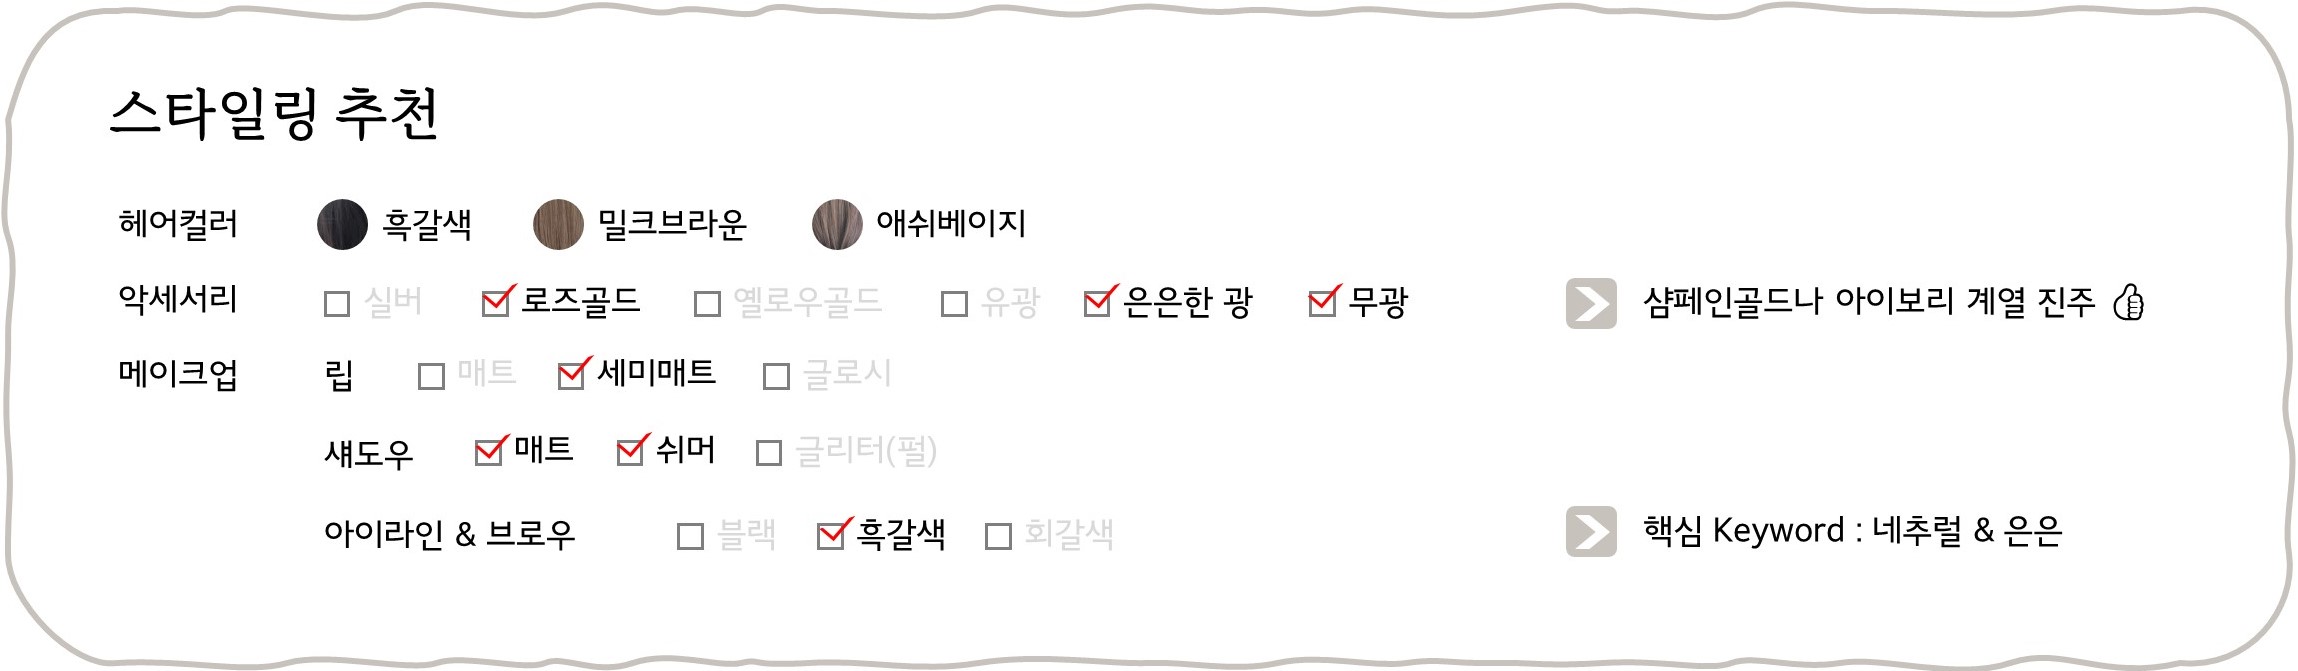 스타일링 추천
헤어컬러 흑갈색 밀크브라운 애쉬베이지
악세서리 실버 로즈골드 옐로우골드 유광 은은한 광 무광 샴페인골드나 아이보리 계열 진주
메이크업 립 매트 세미매트 글로시
섀도우 매트 쉬머 글리터(펄)
아이라인 & 브로우 블랙 흑갈색 회갈색 핵심 Keyword : 네추럴 & 은은